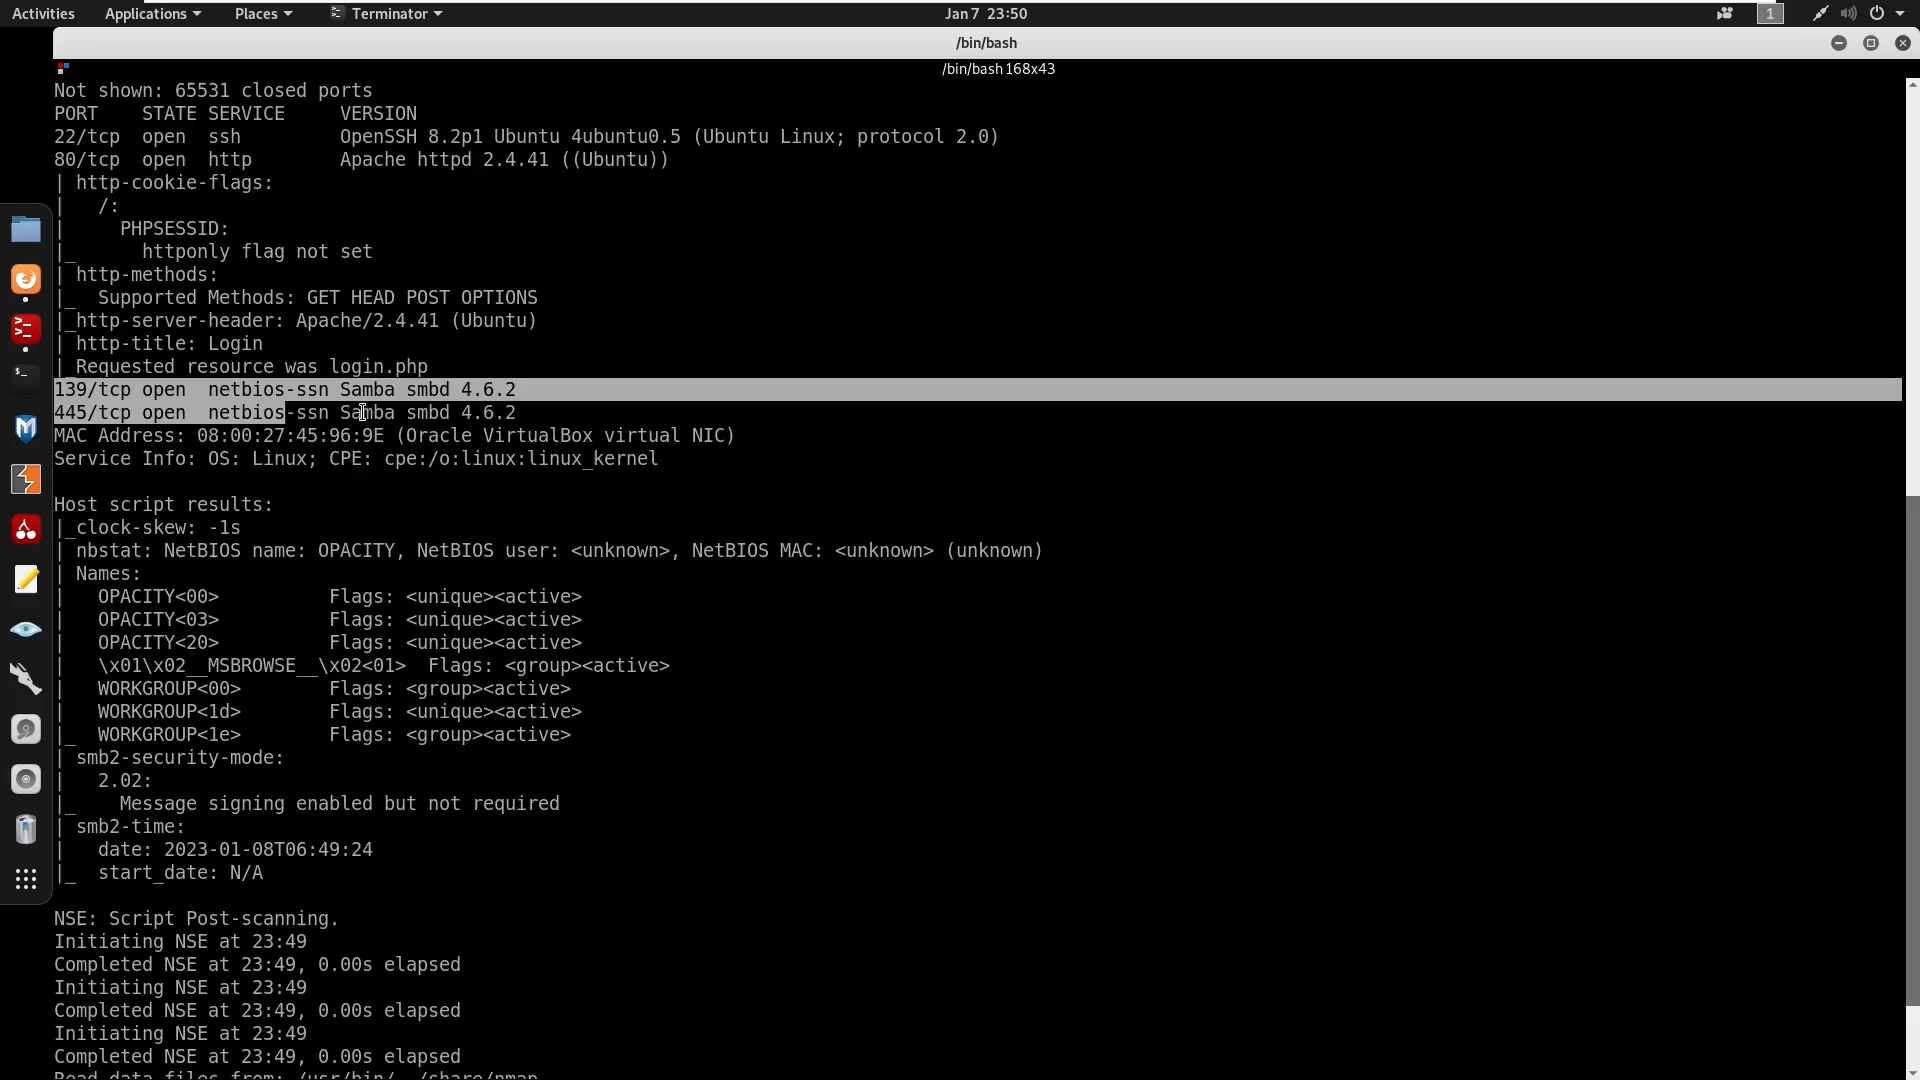 Activities Applications Places Terminator Jan 7 23:50 1
/bin/bash
/bin/bash 168x43
Not shown: 65531 closed ports
PORT    STATE SERVICE     VERSION
22/tcp  open  ssh         OpenSSH 8.2p1 Ubuntu 4ubuntu0.5 (Ubuntu Linux; protocol 2.0)
80/tcp  open  http        Apache httpd 2.4.41 ((Ubuntu))
| http-cookie-flags:
|   /:
|     PHPSESSID:
|_      httponly flag not set
| http-methods:
|_  Supported Methods: GET HEAD POST OPTIONS
|_http-server-header: Apache/2.4.41 (Ubuntu)
| http-title: Login
|_Requested resource was login.php
139/tcp open  netbios-ssn Samba smbd 4.6.2
445/tcp open  netbios-ssn Samba smbd 4.6.2
MAC Address: 08:00:27:45:96:9E (Oracle VirtualBox virtual NIC)
Service Info: OS: Linux; CPE: cpe:/o:linux:linux_kernel
Host script results:
|_clock-skew: -1s
| nbstat: NetBIOS name: OPACITY, NetBIOS user: <unknown>, NetBIOS MAC: <unknown> (unknown)
| Names:
|   OPACITY<00>          Flags: <unique><active>
|   OPACITY<03>          Flags: <unique><active>
|   OPACITY<20>          Flags: <unique><active>
|   \x01\x02__MSBROWSE__\x02<01>  Flags: <group><active>
|   WORKGROUP<00>        Flags: <group><active>
|   WORKGROUP<1d>        Flags: <unique><active>
|_  WORKGROUP<1e>        Flags: <group><active>
| smb2-security-mode:
|   2.02:
|_    Message signing enabled but not required
| smb2-time:
|   date: 2023-01-08T06:49:24
|_  start_date: N/A
NSE: Script Post-scanning.
Initiating NSE at 23:49
Completed NSE at 23:49, 0.00s elapsed
Initiating NSE at 23:49
Completed NSE at 23:49, 0.00s elapsed
Initiating NSE at 23:49
Completed NSE at 23:49, 0.00s elapsed
Read data files from: /usr/bin/../share/nmap